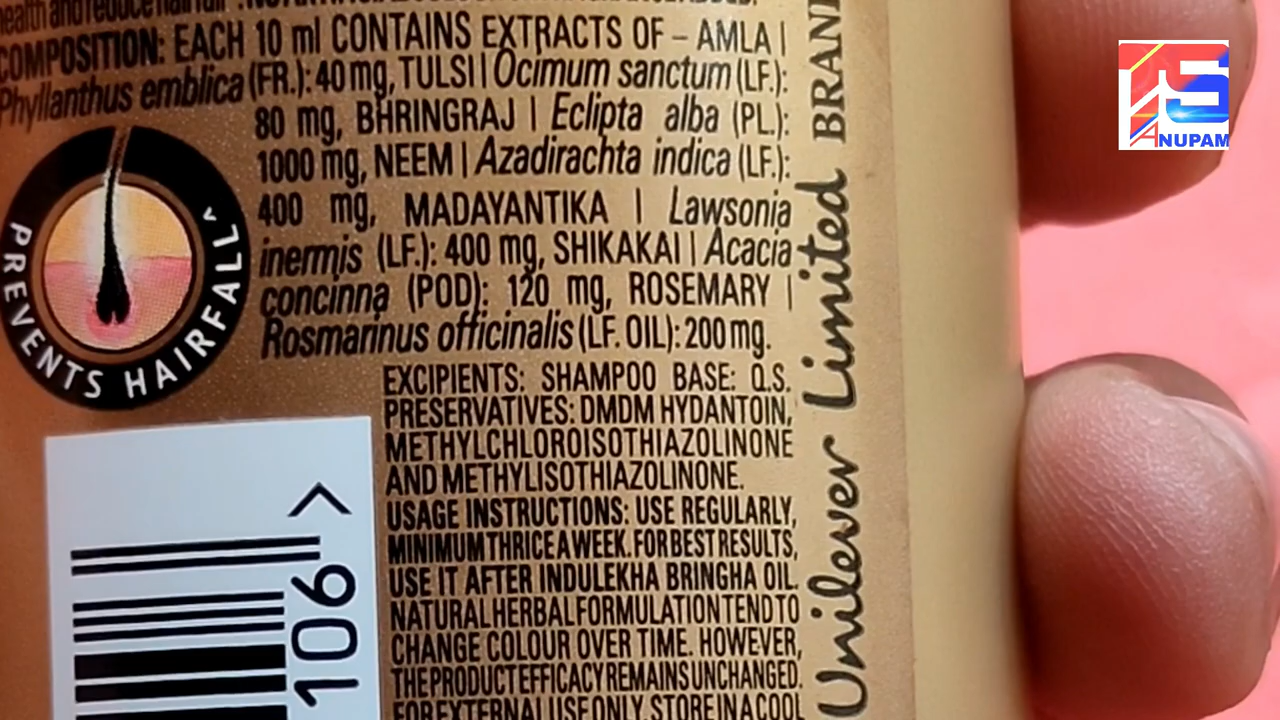 health and reduce hair fall
COMPOSITION: EACH 10 ml CONTAINS EXTRACTS OF – AMLA |
Phyllanthus emblica (FR.): 40 mg, TULSI | Ocimum sanctum (LF.):
80 mg, BHRINGRAJ | Eclipta alba (PL.):
1000 mg, NEEM | Azadirachta indica (LF.):
400 mg, MADAYANTIKA | Lawsonia
inermis (LF.): 400 mg, SHIKAKAI | Acacia
concinna (POD): 120 mg, ROSEMARY |
Rosmarinus officinalis (LF. OIL): 200 mg.
PREVENTS HAIRFALL^
EXCIPIENTS: SHAMPOO BASE: Q.S.
PRESERVATIVES: DMDM HYDANTOIN,
METHYLCHLOROISOTHIAZOLINONE
AND METHYLISOTHIAZOLINONE.
USAGE INSTRUCTIONS: USE REGULARLY,
MINIMUM THRICE A WEEK. FOR BEST RESULTS,
USE IT AFTER INDULEKHA BRINGHA OIL.
NATURAL HERBAL FORMULATION TEND TO
CHANGE COLOUR OVER TIME. HOWEVER,
THE PRODUCT EFFICACY REMAINS UNCHANGED.
FOR EXTERNAL USE ONLY. STORE IN A COOL
106 >
Unilever Limited BRAN
ANUPAM